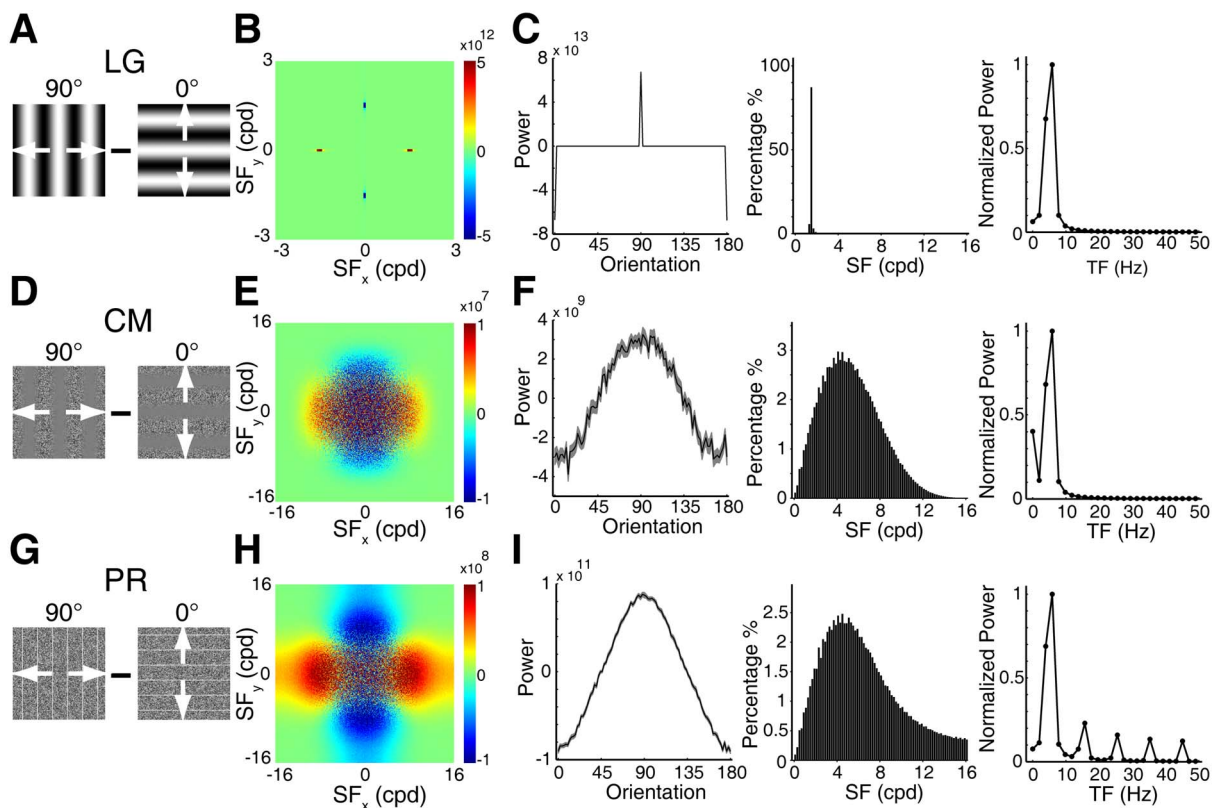 A
LG
90°
0°
B
x10^12
3
0
-3
SF_y (cpd)
-3
0
3
SF_x (cpd)
5
0
-5
C
x 10^13
8
4
0
-4
-8
Power
0
45
90
135
180
Orientation
100
50
0
Percentage %
0
4
8
12
16
SF (cpd)
1
0.5
0
Normalized Power
0
10
20
30
40
50
TF (Hz)
D
CM
90°
0°
E
x10^7
16
0
-16
SF_y (cpd)
-16
0
16
SF_x (cpd)
1
0
-1
F
x 10^9
4
2
0
-2
-4
Power
0
45
90
135
180
Orientation
3
2
1
0
Percentage %
0
4
8
12
16
SF (cpd)
1
0.5
0
Normalized Power
0
10
20
30
40
50
TF (Hz)
G
PR
90°
0°
H
x10^8
16
0
-16
SF_y (cpd)
-16
0
16
SF_x (cpd)
1
0
-1
I
x 10^11
1
0
-1
Power
0
45
90
135
180
Orientation
2.5
2
1.5
1
0.5
0
Percentage %
0
4
8
12
16
SF (cpd)
1
0.5
0
Normalized Power
0
10
20
30
40
50
TF (Hz)